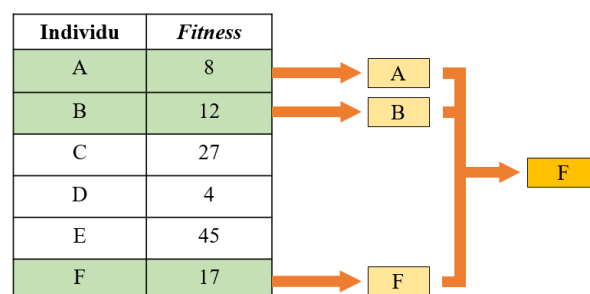 Individu Fitness
A 8 A
B 12 B
C 27
D 4 F
E 45
F 17 F